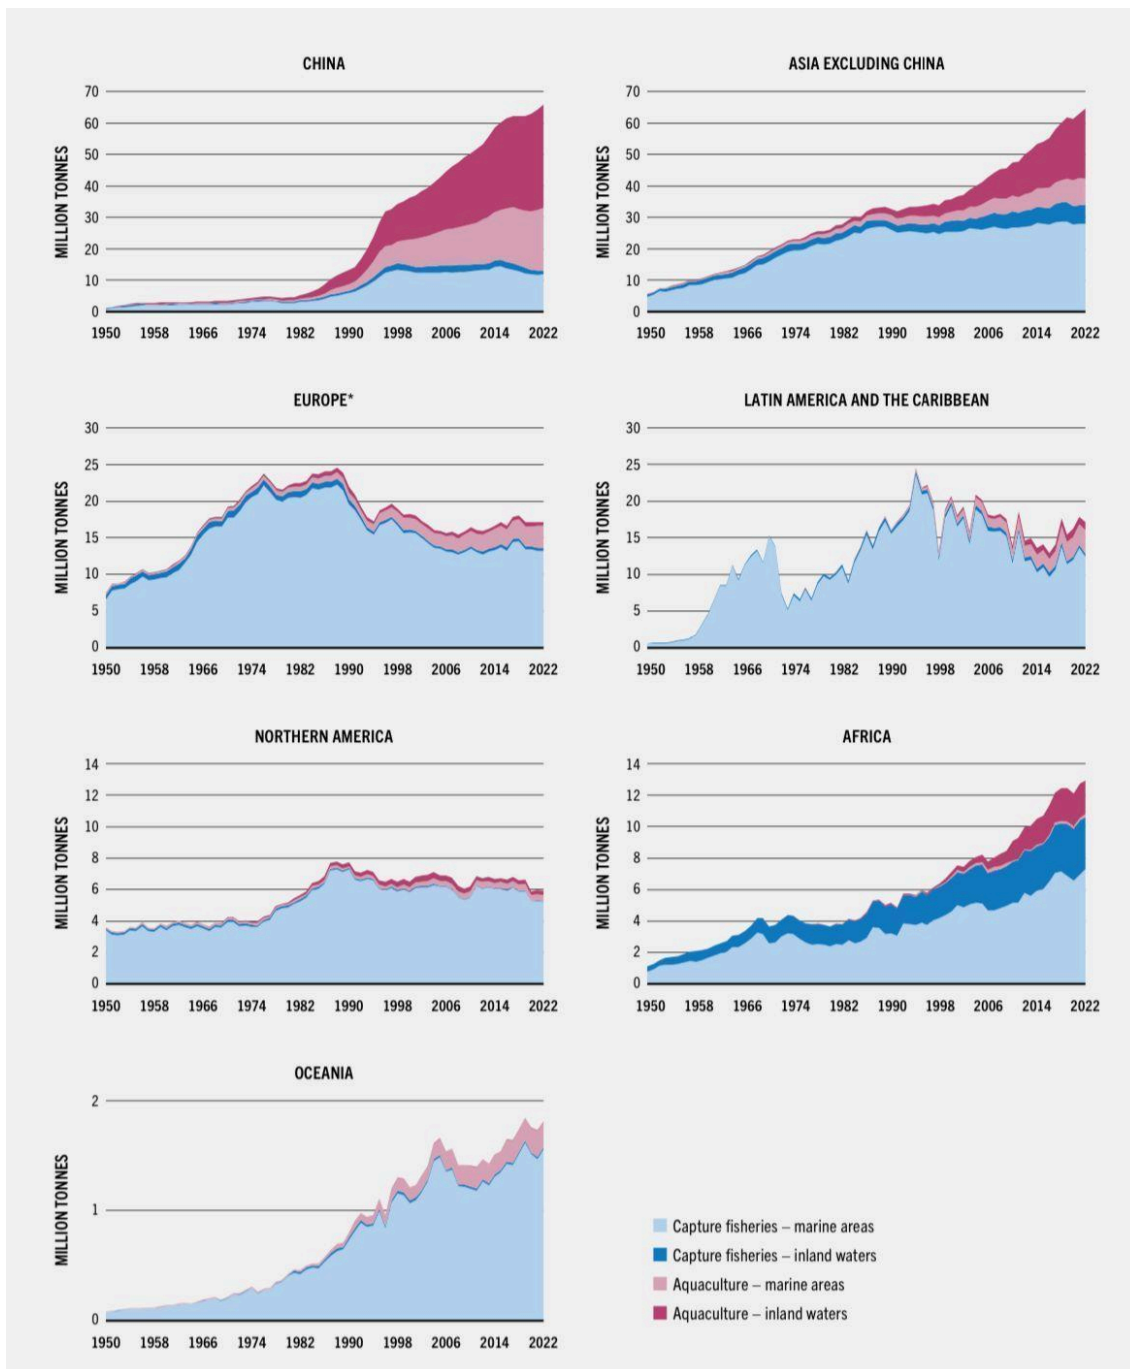 CHINA
MILLION TONNES
70
60
50
40
30
20
10
0
1950 1958 1966 1974 1982 1990 1998 2006 2014 2022
ASIA EXCLUDING CHINA
MILLION TONNES
70
60
50
40
30
20
10
0
1950 1958 1966 1974 1982 1990 1998 2006 2014 2022
EUROPE*
MILLION TONNES
30
25
20
15
10
5
0
1950 1958 1966 1974 1982 1990 1998 2006 2014 2022
LATIN AMERICA AND THE CARIBBEAN
MILLION TONNES
30
25
20
15
10
5
0
1950 1958 1966 1974 1982 1990 1998 2006 2014 2022
NORTHERN AMERICA
MILLION TONNES
14
12
10
8
6
4
2
0
1950 1958 1966 1974 1982 1990 1998 2006 2014 2022
AFRICA
MILLION TONNES
14
12
10
8
6
4
2
0
1950 1958 1966 1974 1982 1990 1998 2006 2014 2022
OCEANIA
MILLION TONNES
2
1
0
1950 1958 1966 1974 1982 1990 1998 2006 2014 2022
Capture fisheries – marine areas
Capture fisheries – inland waters
Aquaculture – marine areas
Aquaculture – inland waters